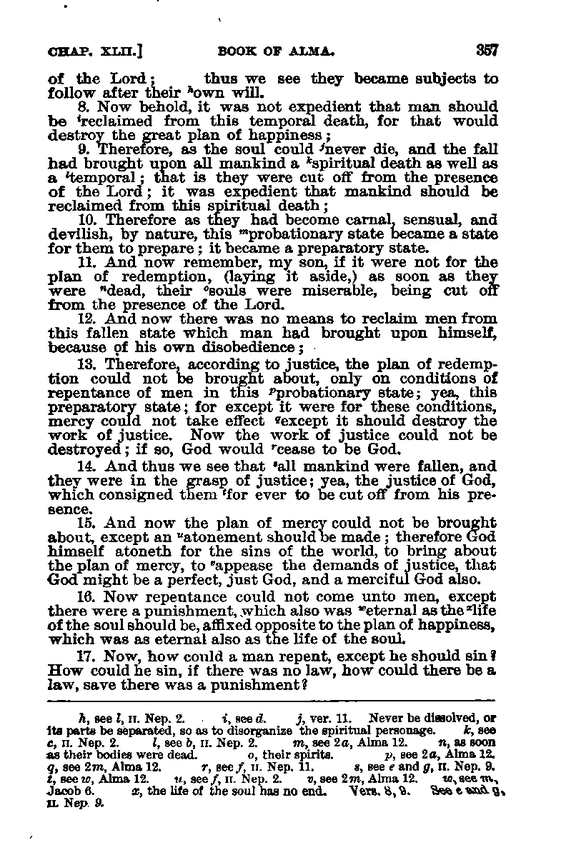 CHAP. XLII.] BOOK OF ALMA. 357
of the Lord; thus we see they became subjects to
follow after their ʰown will.
8. Now behold, it was not expedient that man should
be ⁱreclaimed from this temporal death, for that would
destroy the great plan of happiness;
9. Therefore, as the soul could ʲnever die, and the fall
had brought upon all mankind a ᵏspiritual death as well as
a ˡtemporal; that is they were cut off from the presence
of the Lord; it was expedient that mankind should be
reclaimed from this spiritual death;
10. Therefore as they had become carnal, sensual, and
devilish, by nature, this ᵐprobationary state became a state
for them to prepare; it became a preparatory state.
11. And now remember, my son, if it were not for the
plan of redemption, (laying it aside,) as soon as they
were ⁿdead, their ᵒsouls were miserable, being cut off
from the presence of the Lord.
12. And now there was no means to reclaim men from
this fallen state which man had brought upon himself,
because of his own disobedience;
13. Therefore, according to justice, the plan of redemp-
tion could not be brought about, only on conditions of
repentance of men in this ᵖprobationary state; yea, this
preparatory state; for except it were for these conditions,
mercy could not take effect qexcept it should destroy the
work of justice. Now the work of justice could not be
destroyed; if so, God would ʳcease to be God.
14. And thus we see that ˢall mankind were fallen, and
they were in the grasp of justice; yea, the justice of God,
which consigned them ᵗfor ever to be cut off from his pre-
sence.
15. And now the plan of mercy could not be brought
about, except an ᵘatonement should be made; therefore God
himself atoneth for the sins of the world, to bring about
the plan of mercy, to ᵛappease the demands of justice, that
God might be a perfect, just God, and a merciful God also.
16. Now repentance could not come unto men, except
there were a punishment, which also was ʷeternal as the ˣlife
of the soul should be, affixed opposite to the plan of happiness,
which was as eternal also as the life of the soul.
17. Now, how could a man repent, except he should sin?
How could he sin, if there was no law, how could there be a
law, save there was a punishment?
h, see l, II. Nep. 2. i, see d. j, ver. 11. Never be dissolved, or
its parts be separated, so as to disorganize the spiritual personage. k, see
c, II. Nep. 2. l, see b, II. Nep. 2. m, see 2a, Alma 12. n, as soon
as their bodies were dead. o, their spirits. p, see 2a, Alma 12.
q, see 2m, Alma 12. r, see f, II. Nep. 11. s, see e and g, II. Nep. 9.
t, see w, Alma 12. u, see f, II. Nep. 2. v, see 2m, Alma 12. w, see m,
Jacob 6. x, the life of the soul has no end. Vers. 8, 9. See e and g,
II. Nep. 9.